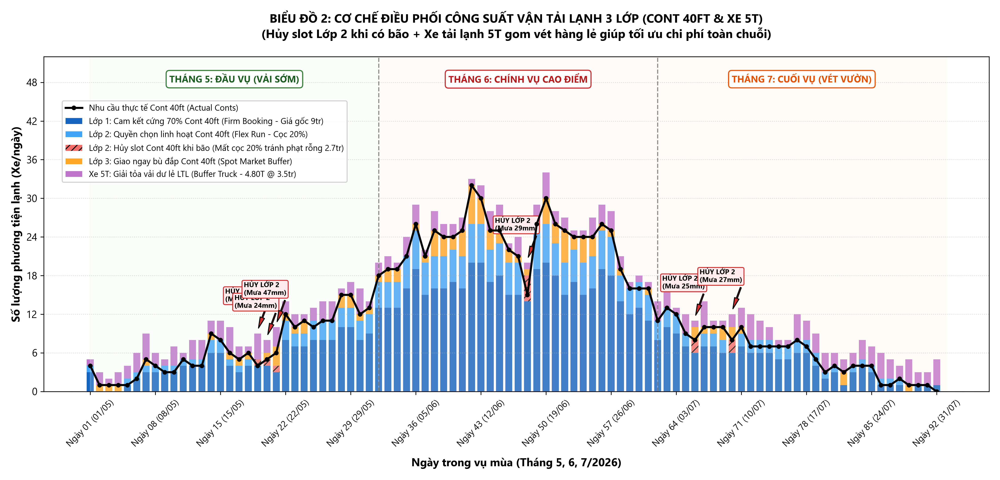 BIỂU ĐỒ 2: CƠ CHẾ ĐIỀU PHỐI CÔNG SUẤT VẬN TẢI LẠNH 3 LỚP (CONT 40FT & XE 5T)
(Hủy slot Lớp 2 khi có bão + Xe tải lạnh 5T gom vét hàng lẻ giúp tối ưu chi phí toàn chuỗi)
THÁNG 5: ĐẦU VỤ (VẢI SỚM)
THÁNG 6: CHÍNH VỤ CAO ĐIỂM
THÁNG 7: CUỐI VỤ (VÉT VƯỜN)
Nhu cầu thực tế Cont 40ft (Actual Conts)
Lớp 1: Cam kết cứng 70% Cont 40ft (Firm Booking - Giá gốc 9tr)
Lớp 2: Quyền chọn linh hoạt Cont 40ft (Flex Run - Cọc 20%)
Lớp 2: Hủy slot Cont 40ft khi bão (Mất cọc 20% tránh phạt rỗng 2.7tr)
Lớp 3: Giao ngay bù đắp Cont 40ft (Spot Market Buffer)
Xe 5T: Giải tỏa vải dư lẻ LTL (Buffer Truck - 4.80T @ 3.5tr)
Số lượng phương tiện lạnh (Xe/ngày)
48
42
36
30
24
18
12
6
0
HỦY
HỦY LỚP 2
(Mưa 24mm)
HỦY LỚP 2
(Mưa 47mm)
HỦY LỚP 2
(Mưa 29mm)
HỦY LỚP 2
(Mưa 25mm)
HỦY LỚP 2
(Mưa 27mm)
Ngày 01 (01/05)
Ngày 08 (08/05)
Ngày 15 (15/05)
Ngày 22 (22/05)
Ngày 29 (29/05)
Ngày 36 (05/06)
Ngày 43 (12/06)
Ngày 50 (19/06)
Ngày 57 (26/06)
Ngày 64 (03/07)
Ngày 71 (10/07)
Ngày 78 (17/07)
Ngày 85 (24/07)
Ngày 92 (31/07)
Ngày trong vụ mùa (Tháng 5, 6, 7/2026)